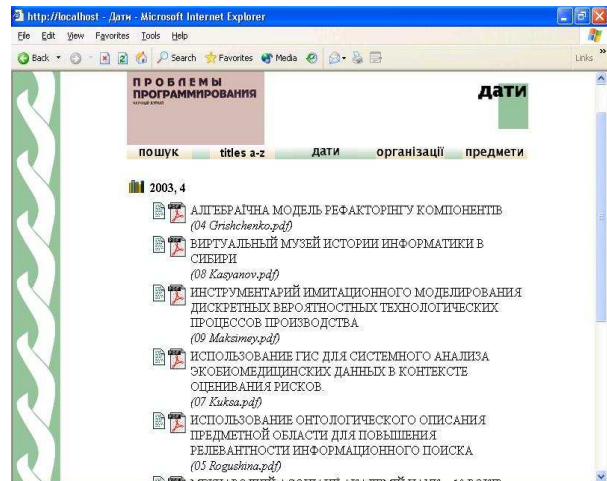 http://localhost - Дати - Microsoft Internet Explorer
File Edit View Favorites Tools Help
Back Search Favorites Media Links »
ПРОБЛЕМЫ
ПРОГРАММИРОВАНИЯ
дати
пошук titles a-z дати організації предмети
2003, 4
АЛГЕБРАЇЧНА МОДЕЛЬ РЕФАКТОРІНГУ КОМПОНЕНТІВ
(04 Grishchenko.pdf)
ВИРТУАЛЬНЫЙ МУЗЕЙ ИСТОРИИ ИНФОРМАТИКИ В
СИБИРИ
(08 Kasyanov.pdf)
ИНСТРУМЕНТАРИЙ ИМИТАЦИОННОГО МОДЕЛИРОВАНИЯ
ДИСКРЕТНЫХ ВЕРОЯТНОСТНЫХ ТЕХНОЛОГИЧЕСКИХ
ПРОЦЕССОВ ПРОИЗВОДСТВА
(09 Maksimey.pdf)
ИСПОЛЬЗОВАНИЕ ГИС ДЛЯ СИСТЕМНОГО АНАЛИЗА
ЭКОБИОМЕДИЦИНСКИХ ДАННЫХ В КОНТЕКСТЕ
ОЦЕНИВАНИЯ РИСКОВ.
(07 Kuksa.pdf)
ИСПОЛЬЗОВАНИЕ ОНТОЛОГИЧЕСКОГО ОПИСАНИЯ
ПРЕДМЕТНОЙ ОБЛАСТИ ДЛЯ ПОВЫШЕНИЯ
РЕЛЕВАНТНОСТИ ИНФОРМАЦИОННОГО ПОИСКА
(05 Rogushina.pdf)